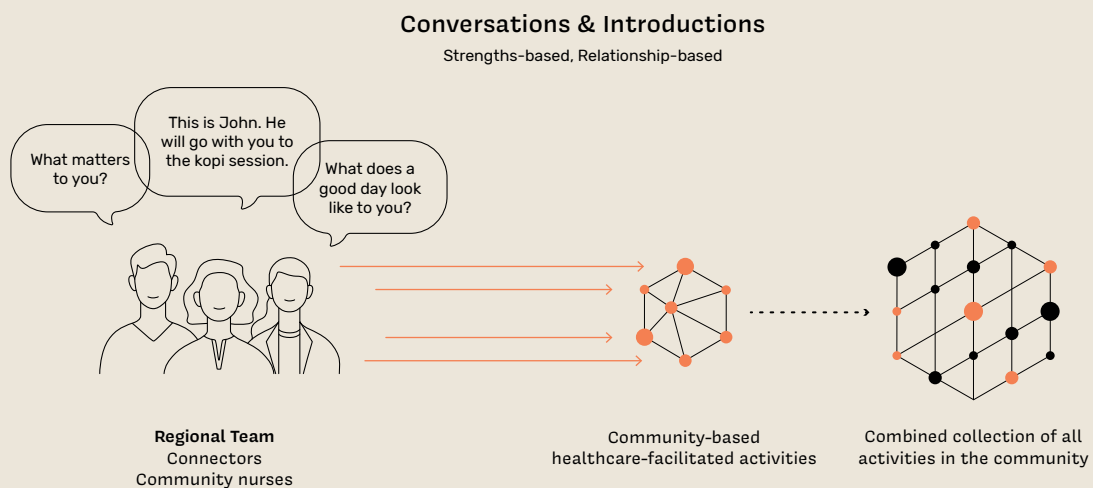 Conversations & Introductions
Strengths-based, Relationship-based
What matters
to you?
This is John. He
will go with you to
the kopi session.
What does a
good day look
like to you?
Regional Team
Connectors
Community nurses
Community-based
healthcare-facilitated activities
Combined collection of all
activities in the community